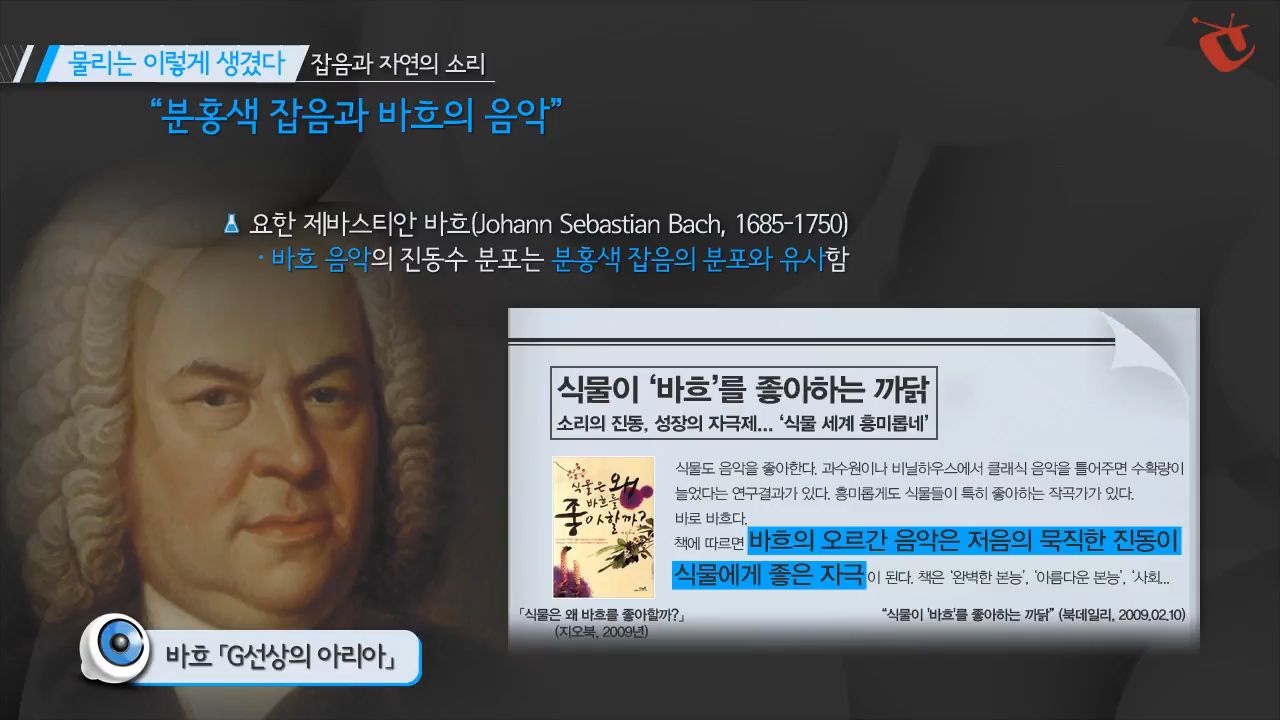 물리는 이렇게 생겼다 잡음과 자연의 소리
“분홍색 잡음과 바흐의 음악”
요한 제바스티안 바흐(Johann Sebastian Bach, 1685-1750)
· 바흐 음악의 진동수 분포는 분홍색 잡음의 분포와 유사함
식물이 ‘바흐’를 좋아하는 까닭
소리의 진동, 성장의 자극제... ‘식물 세계 흥미롭네’
식물은 왜
바흐를
좋아할까?
식물도 음악을 좋아한다. 과수원이나 비닐하우스에서 클래식 음악을 틀어주면 수확량이
늘었다는 연구결과가 있다. 흥미롭게도 식물들이 특히 좋아하는 작곡가가 있다.
바로 바흐다.
책에 따르면 바흐의 오르간 음악은 저음의 묵직한 진동이
식물에게 좋은 자극이 된다. 책은 ‘완벽한 본능’, ‘아름다운 본능’, ‘사회...
「식물은 왜 바흐를 좋아할까?」
(지오북, 2009년)
“식물이 '바흐'를 좋아하는 까닭” (북데일리, 2009.02.10)
바흐 「G선상의 아리아」